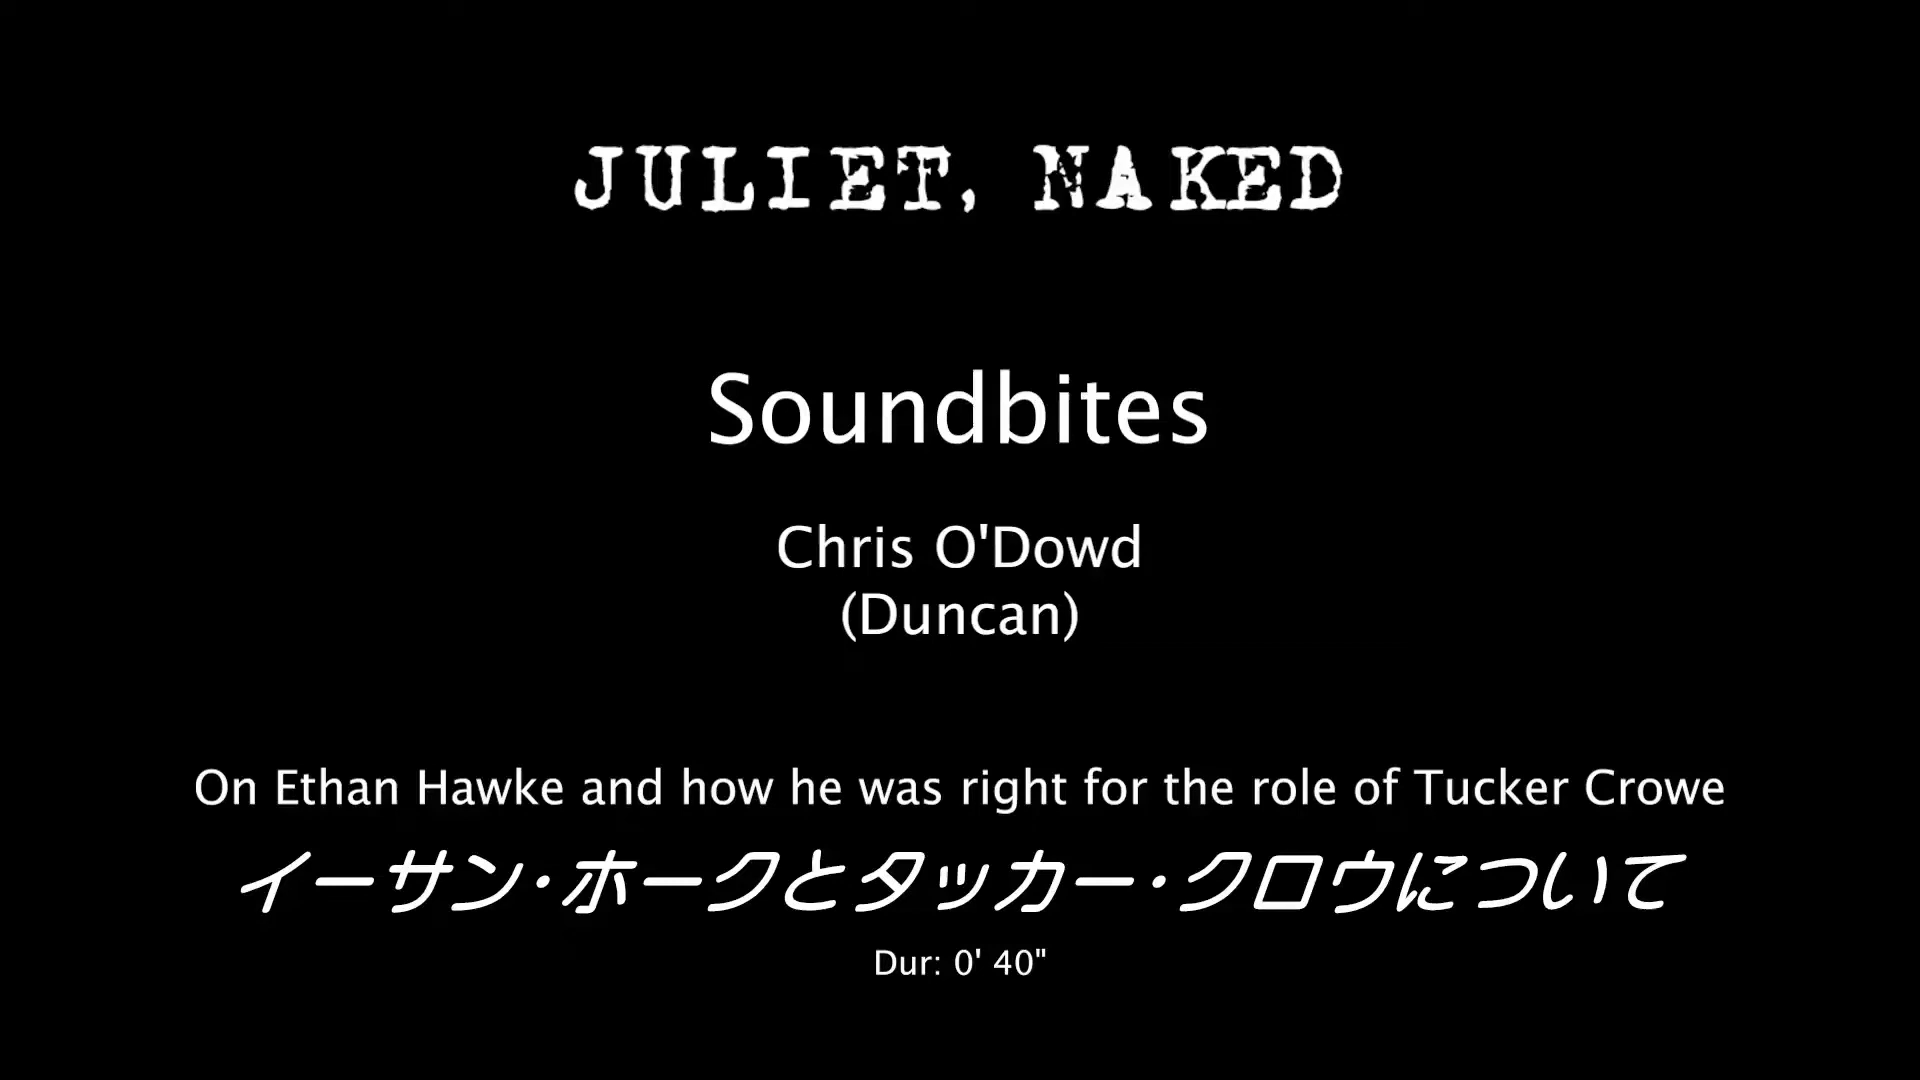 JULIET, NAKED
Soundbites
Chris O'Dowd
(Duncan)
On Ethan Hawke and how he was right for the role of Tucker Crowe
イーサン・ホークとタッカー・クロウについて
Dur: 0' 40"